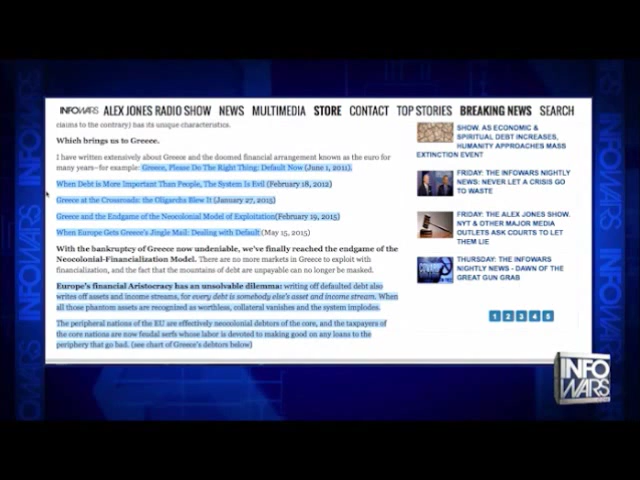 INFOWARS ALEX JONES RADIO SHOW NEWS MULTIMEDIA STORE CONTACT TOP STORIES BREAKING NEWS SEARCH
claims to the contrary) has its unique characteristics.
Which brings us to Greece.
I have written extensively about Greece and the doomed financial arrangement known as the euro for
many years—for example: Greece, Please Do The Right Thing: Default Now (June 1, 2011).
When Debt is More Important Than People, The System Is Evil (February 18, 2012)
Greece at the Crossroads: the Oligarchs Blew It (January 27, 2015)
Greece and the Endgame of the Neocolonial Model of Exploitation(February 19, 2015)
When Europe Gets Greece's Jingle Mail: Dealing with Default (May 15, 2015)
With the bankruptcy of Greece now undeniable, we've finally reached the endgame of the
Neocolonial-Financialization Model. There are no more markets in Greece to exploit with
financialization, and the fact that the mountains of debt are unpayable can no longer be masked.
Europe's financial Aristocracy has an unsolvable dilemma: writing off defaulted debt also
writes off assets and income streams, for every debt is somebody else's asset and income stream. When
all those phantom assets are recognized as worthless, collateral vanishes and the system implodes.
The peripheral nations of the EU are effectively neocolonial debtors of the core, and the taxpayers of
the core nations are now feudal serfs whose labor is devoted to making good on any loans to the
periphery that go bad. (see chart of Greece's debtors below)
SHOW. AS ECONOMIC &
SPIRITUAL DEBT INCREASES,
HUMANITY APPROACHES MASS
EXTINCTION EVENT
FRIDAY: THE INFOWARS NIGHTLY
NEWS: NEVER LET A CRISIS GO
TO WASTE
FRIDAY: THE ALEX JONES SHOW.
NYT & OTHER MAJOR MEDIA
OUTLETS ASK COURTS TO LET
THEM LIE
THURSDAY: THE INFOWARS
NIGHTLY NEWS - DAWN OF THE
GREAT GUN GRAB
1 2 3 4 5
INFO
WARS
INFOWARS
INFOWARS